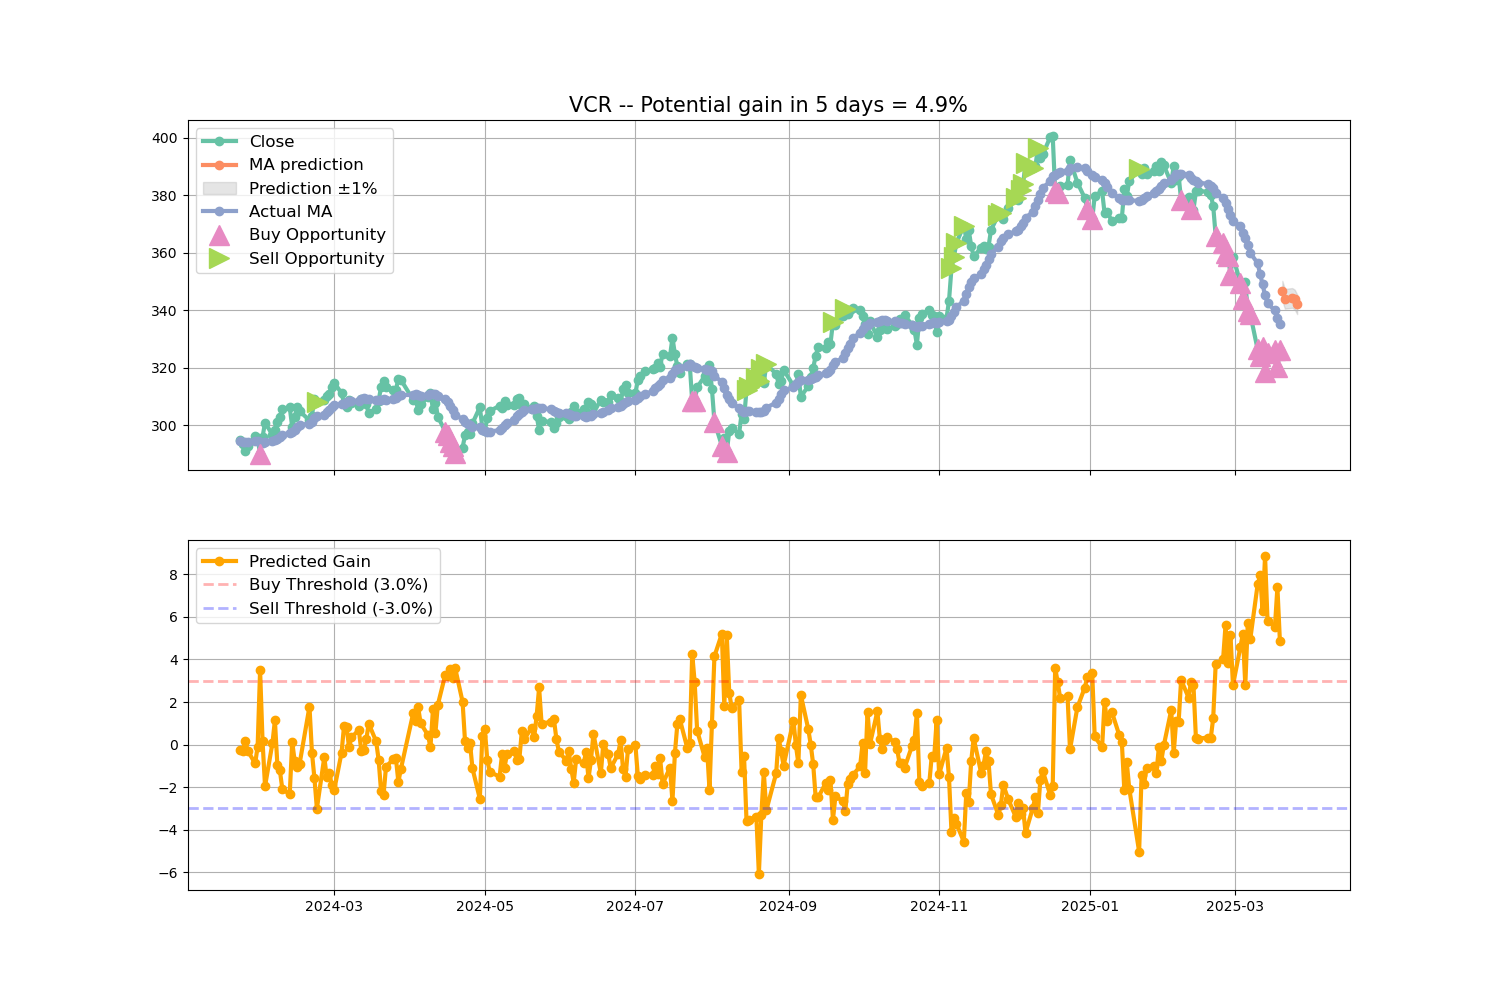 VCR -- Potential gain in 5 days = 4.9%
400
380
360
340
320
300
Close
MA prediction
Prediction ±1%
Actual MA
Buy Opportunity
Sell Opportunity
8
6
4
2
0
−2
−4
−6
Predicted Gain
Buy Threshold (3.0%)
Sell Threshold (-3.0%)
2024-03
2024-05
2024-07
2024-09
2024-11
2025-01
2025-03